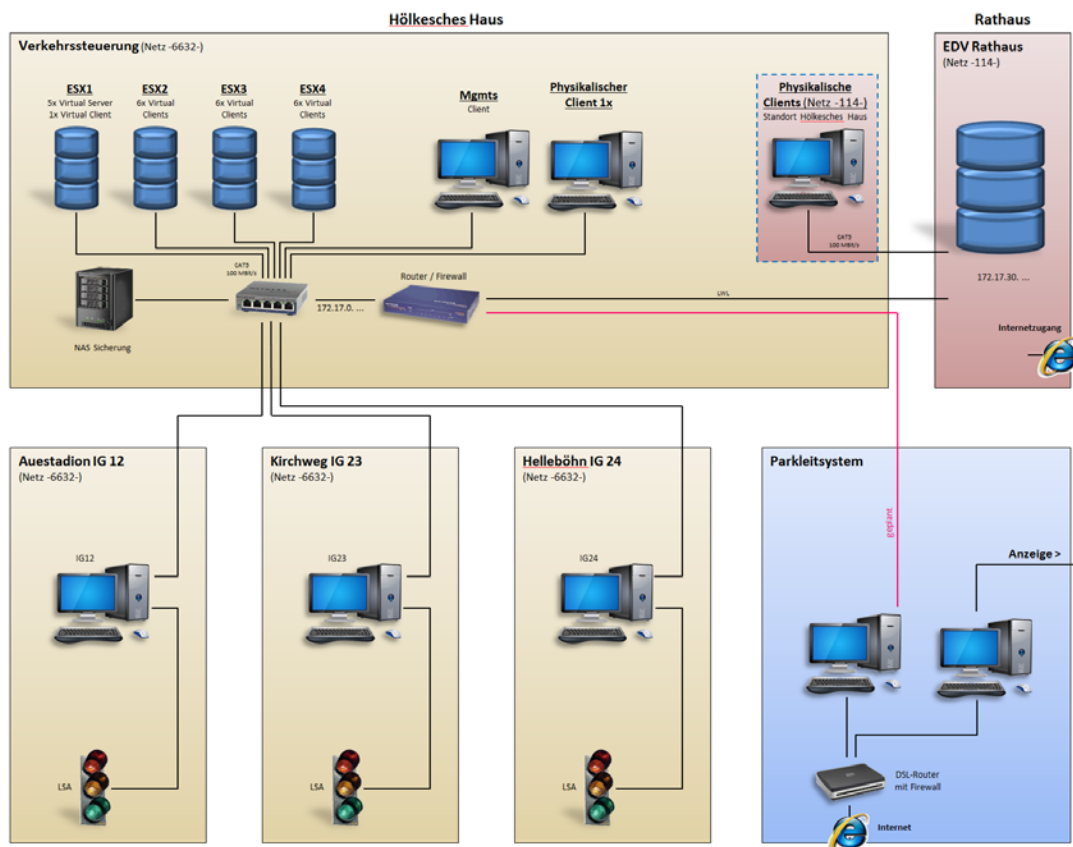 Hölkesches Haus
Rathaus
Verkehrssteuerung (Netz -6632-)
ESX1
5x Virtual Server
1x Virtual Client
ESX2
6x Virtual
Clients
ESX3
6x Virtual
Clients
ESX4
6x Virtual
Clients
Mgmts
Client
Physikalischer
Client 1x
Physikalische
Clients (Netz -114-)
Standort Hölkesches Haus
EDV Rathaus
(Netz -114-)
CAT5
100 MBit/s
CAT5
100 MBit/s
172.17.30. ...
Router / Firewall
172.17.0. ...
LWL
NAS Sicherung
Internetzugang
Auestadion IG 12
(Netz -6632-)
IG12
LSA
Kirchweg IG 23
(Netz -6632-)
IG23
LSA
Helleböhn IG 24
(Netz -6632-)
IG24
LSA
Parkleitsystem
geplant
Anzeige >
DSL-Router
mit Firewall
Internet